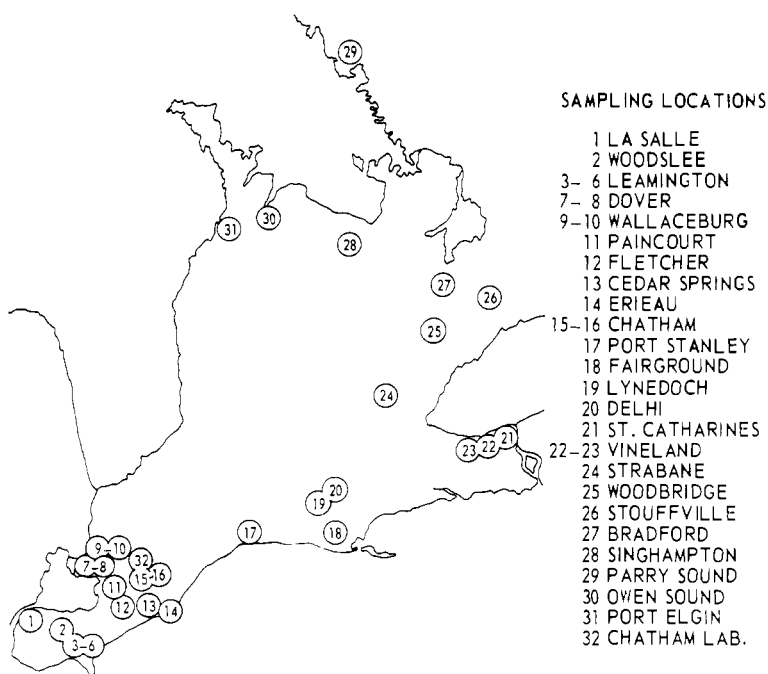 SAMPLING LOCATIONS
1 LA SALLE
2 WOODSLEE
3- 6 LEAMINGTON
7- 8 DOVER
9-10 WALLACEBURG
11 PAINCOURT
12 FLETCHER
13 CEDAR SPRINGS
14 ERIEAU
15-16 CHATHAM
17 PORT STANLEY
18 FAIRGROUND
19 LYNEDOCH
20 DELHI
21 ST. CATHARINES
22-23 VINELAND
24 STRABANE
25 WOODBRIDGE
26 STOUFFVILLE
27 BRADFORD
28 SINGHAMPTON
29 PARRY SOUND
30 OWEN SOUND
31 PORT ELGIN
32 CHATHAM LAB.
29
30
31
28
27
26
25
24
23 22 21
20
19
18
17
9-10
32
7-8
15-16
11
12
13
14
1
2
3-6